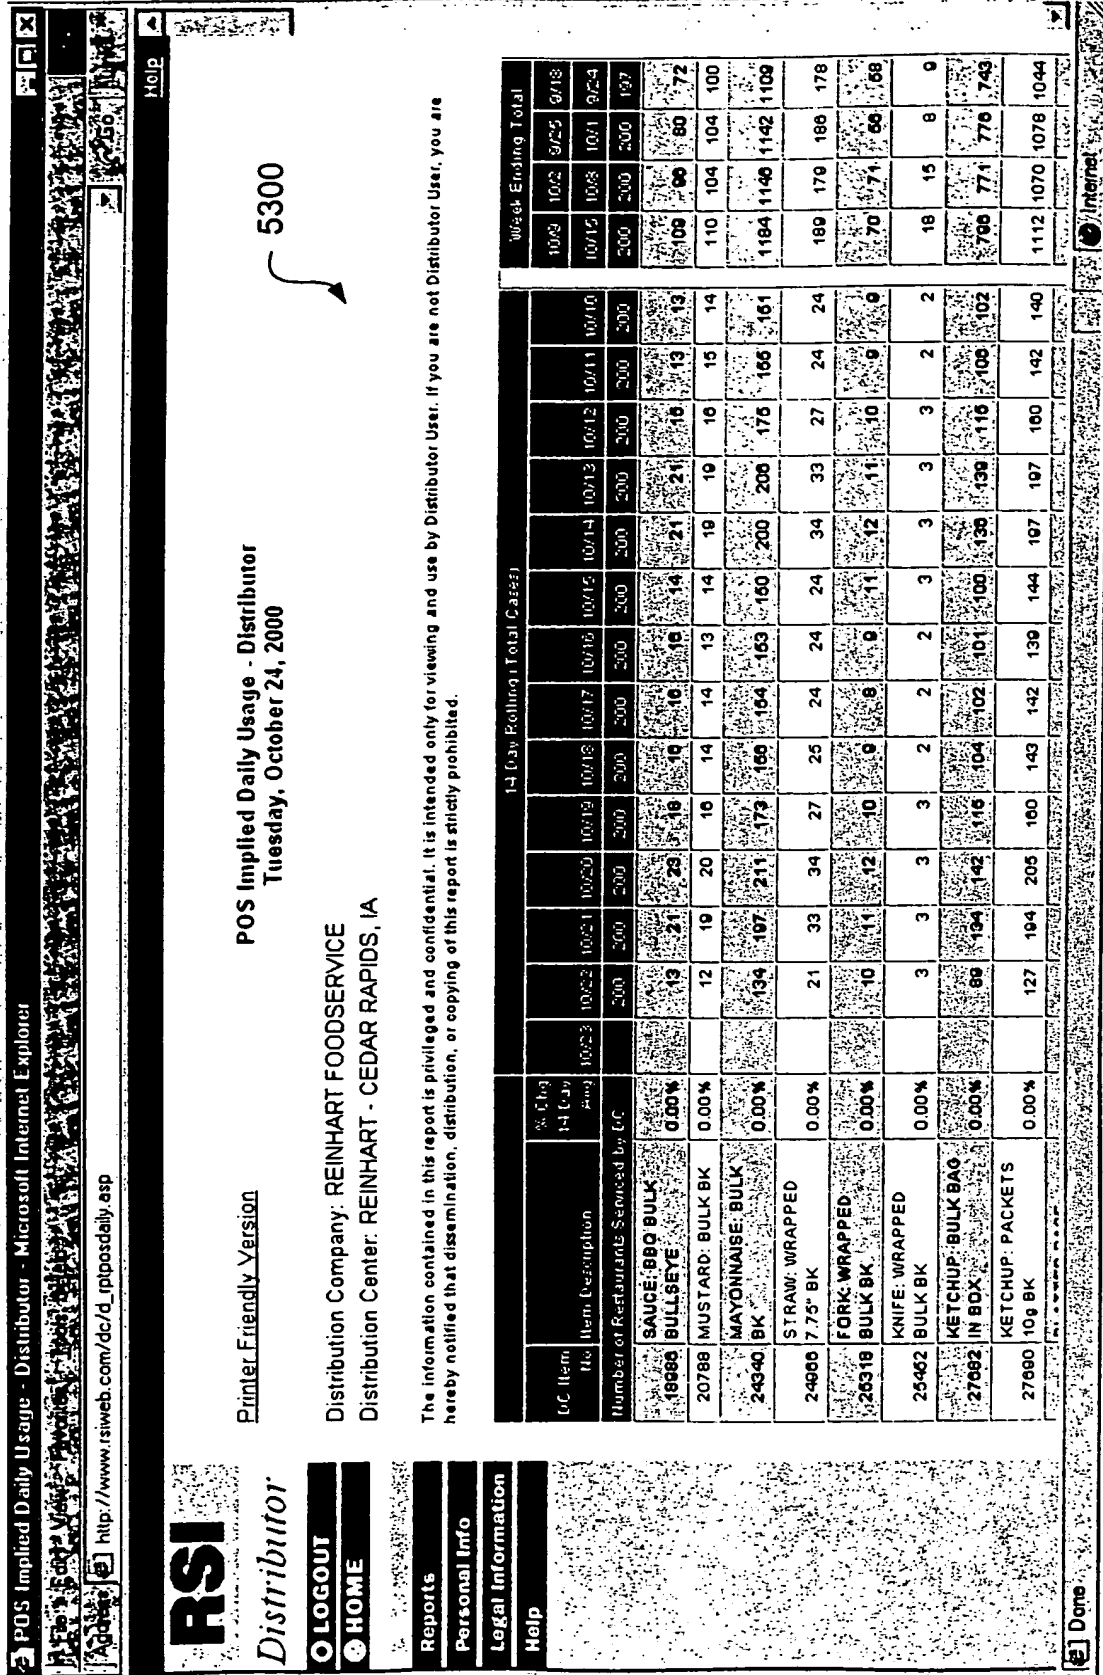 POS Implied Daily Usage - Distributor - Microsoft Internet Explorer
http://www.rsiweb.com/dc/d_rptposdaily.asp
Go
Help
RSI
Distributor
LOGOUT
HOME
Reports
Personal Info
Legal Information
Help
Printer Friendly Version
POS Implied Daily Usage - Distributor
Tuesday, October 24, 2000
5300
Distribution Company: REINHART FOODSERVICE
Distribution Center: REINHART - CEDAR RAPIDS, IA
The information contained in this report is privileged and confidential. It is intended only for viewing and use by Distributor User. If you are not Distributor User, you are
hereby notified that dissemination, distribution, or copying of this report is strictly prohibited.
14 Day Rolling Total Cases) Week Ending Total
% Chg 10/9 10/2 9/25 9/18
DC Item 14 Day
No Item Description Avg 10/23 10/22 10/21 10/20 10/19 10/18 10/17 10/16 10/15 10/14 10/13 10/12 10/11 10/10 10/15 10/8 10/1 9/24
Number of Restaurants Serviced by DC 200 200 200 200 200 200 200 200 200 200 200 200 200 200 200 200 197
SAUCE: BBQ BULK
18988 BULLSEYE 0.00% 13 21 23 18 16 16 16 14 21 21 16 13 13 109 96 80 72
20788 MUSTARD: BULK BK 0.00% 12 19 20 16 14 14 13 14 19 19 16 15 14 110 104 104 100
MAYONNAISE: BULK
24340 BK 0.00% 134 197 211 173 156 154 153 150 200 206 175 155 151 1184 1146 1142 1109
STRAW: WRAPPED
24966 7.75" BK 0.00% 21 33 34 27 25 24 24 24 34 33 27 24 24 189 179 186 178
FORK: WRAPPED
25318 BULK BK 0.00% 10 11 12 10 9 8 9 11 12 11 10 9 9 70 71 56 58
KNIFE: WRAPPED
25462 BULK BK 0.00% 3 3 3 3 2 2 2 3 3 3 3 2 2 18 15 8 9
KETCHUP: BULK BAG
27682 IN BOX 0.00% 89 134 142 115 104 102 101 100 136 139 115 106 102 796 771 776 743
KETCHUP: PACKETS
27690 10g BK 0.00% 127 194 205 160 143 142 139 144 197 197 160 142 140 1112 1070 1078 1044
Done
Internet